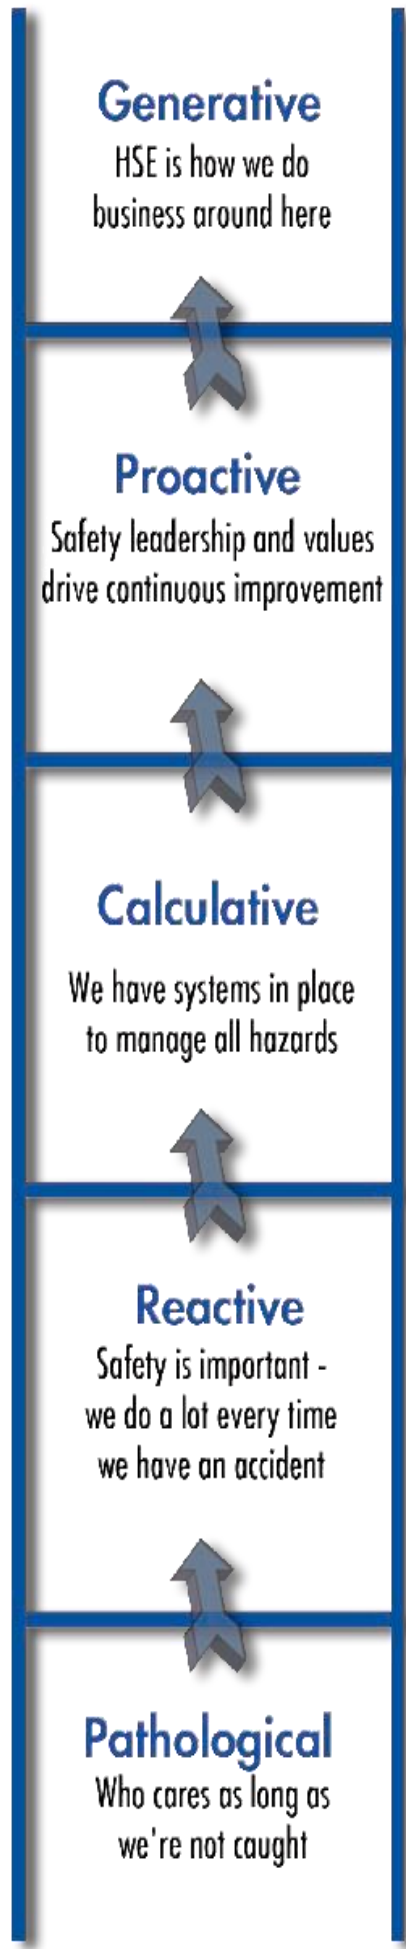 Generative
HSE is how we do
business around here
Proactive
Safety leadership and values
drive continuous improvement
Calculative
We have systems in place
to manage all hazards
Reactive
Safety is important -
we do a lot every time
we have an accident
Pathological
Who cares as long as
we're not caught